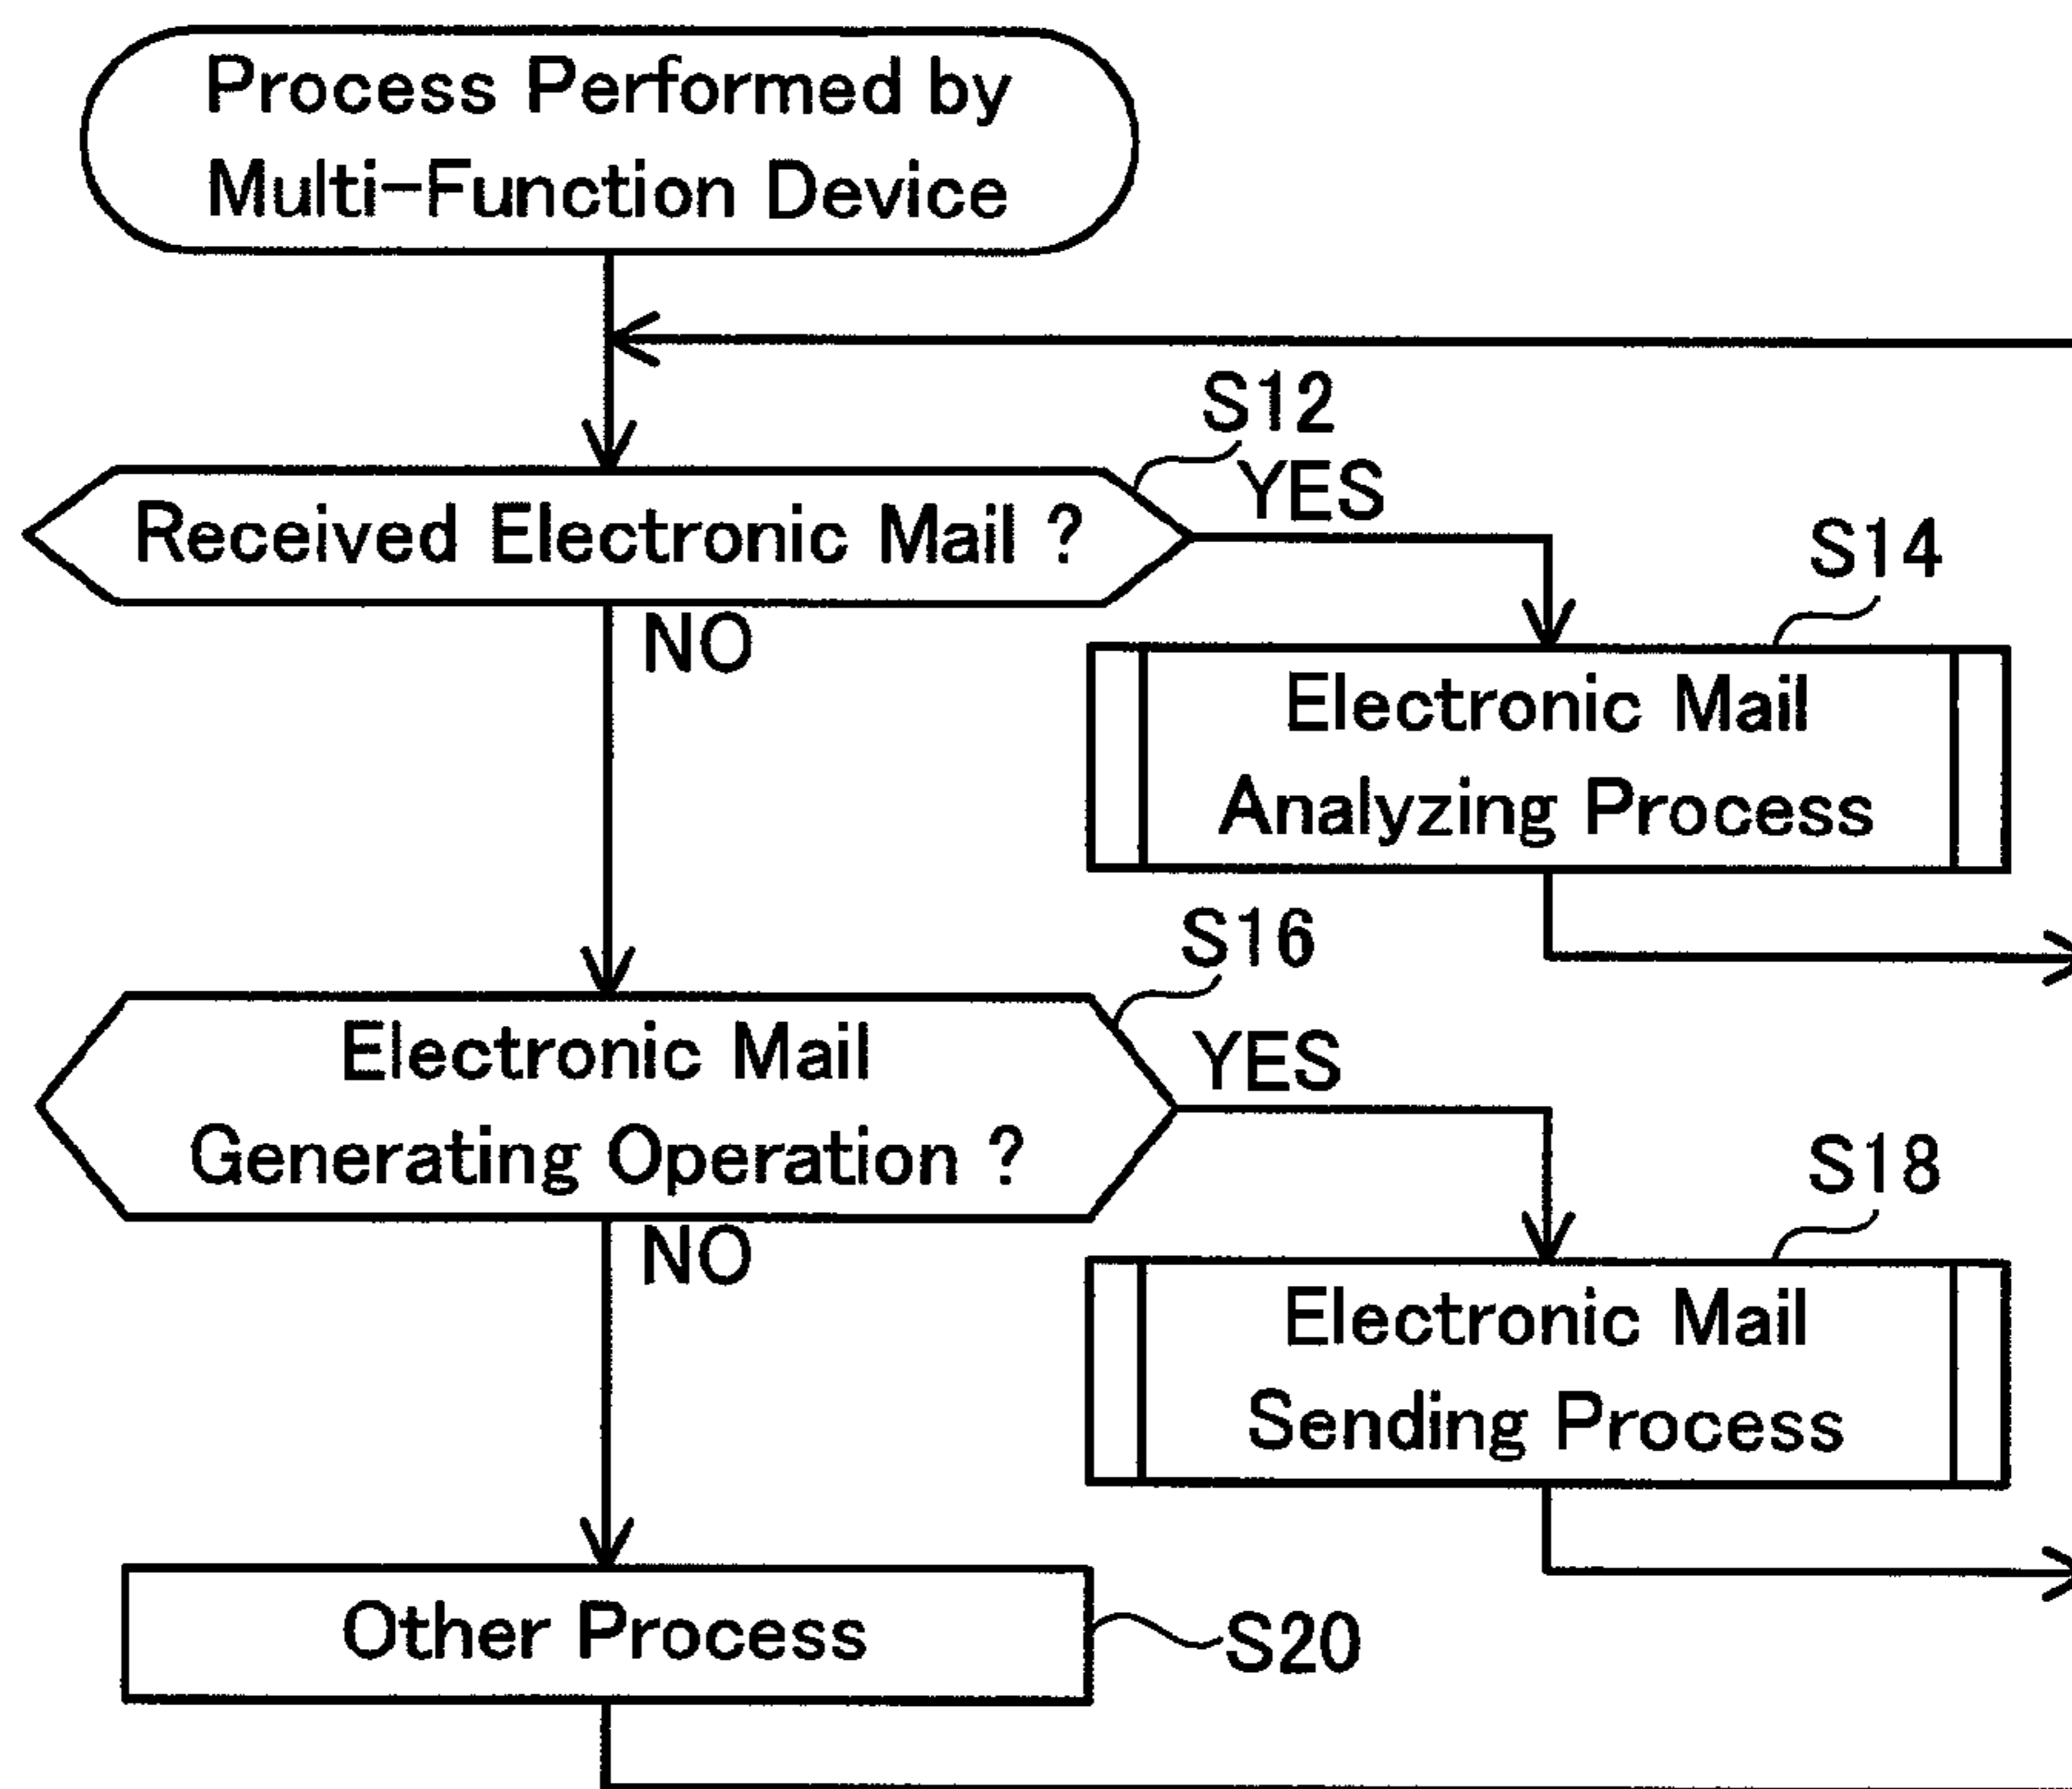 Process Performed by
Multi-Function Device
S12
YES
Received Electronic Mail ?
NO
S14
Electronic Mail
Analyzing Process
S16
YES
Electronic Mail
Generating Operation ?
NO
S18
Electronic Mail
Sending Process
Other Process
S20